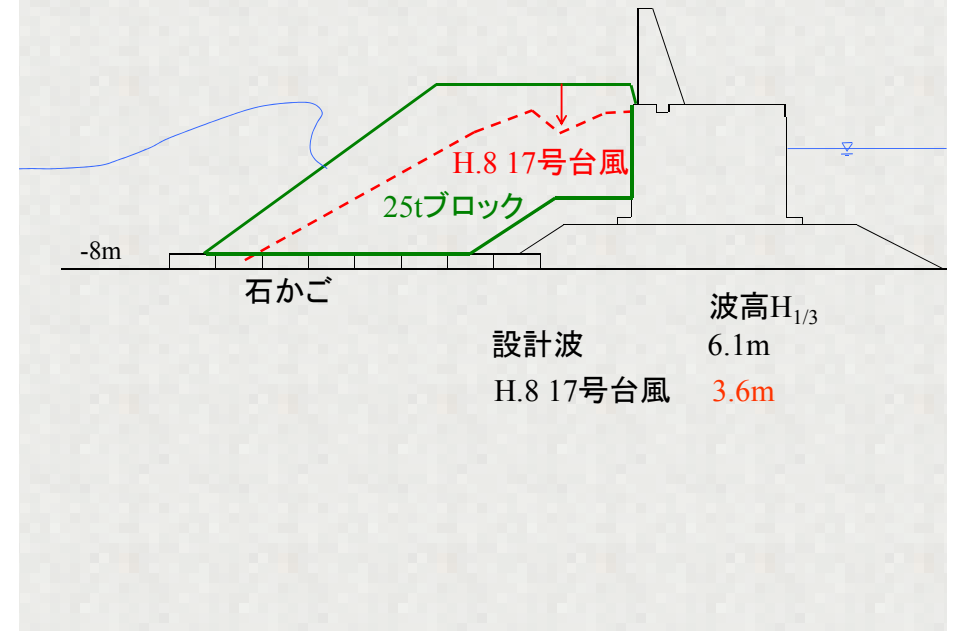 H.8 17号台風
25tブロック
-8m
石かご
波高H1/3
設計波 6.1m
H.8 17号台風 3.6m